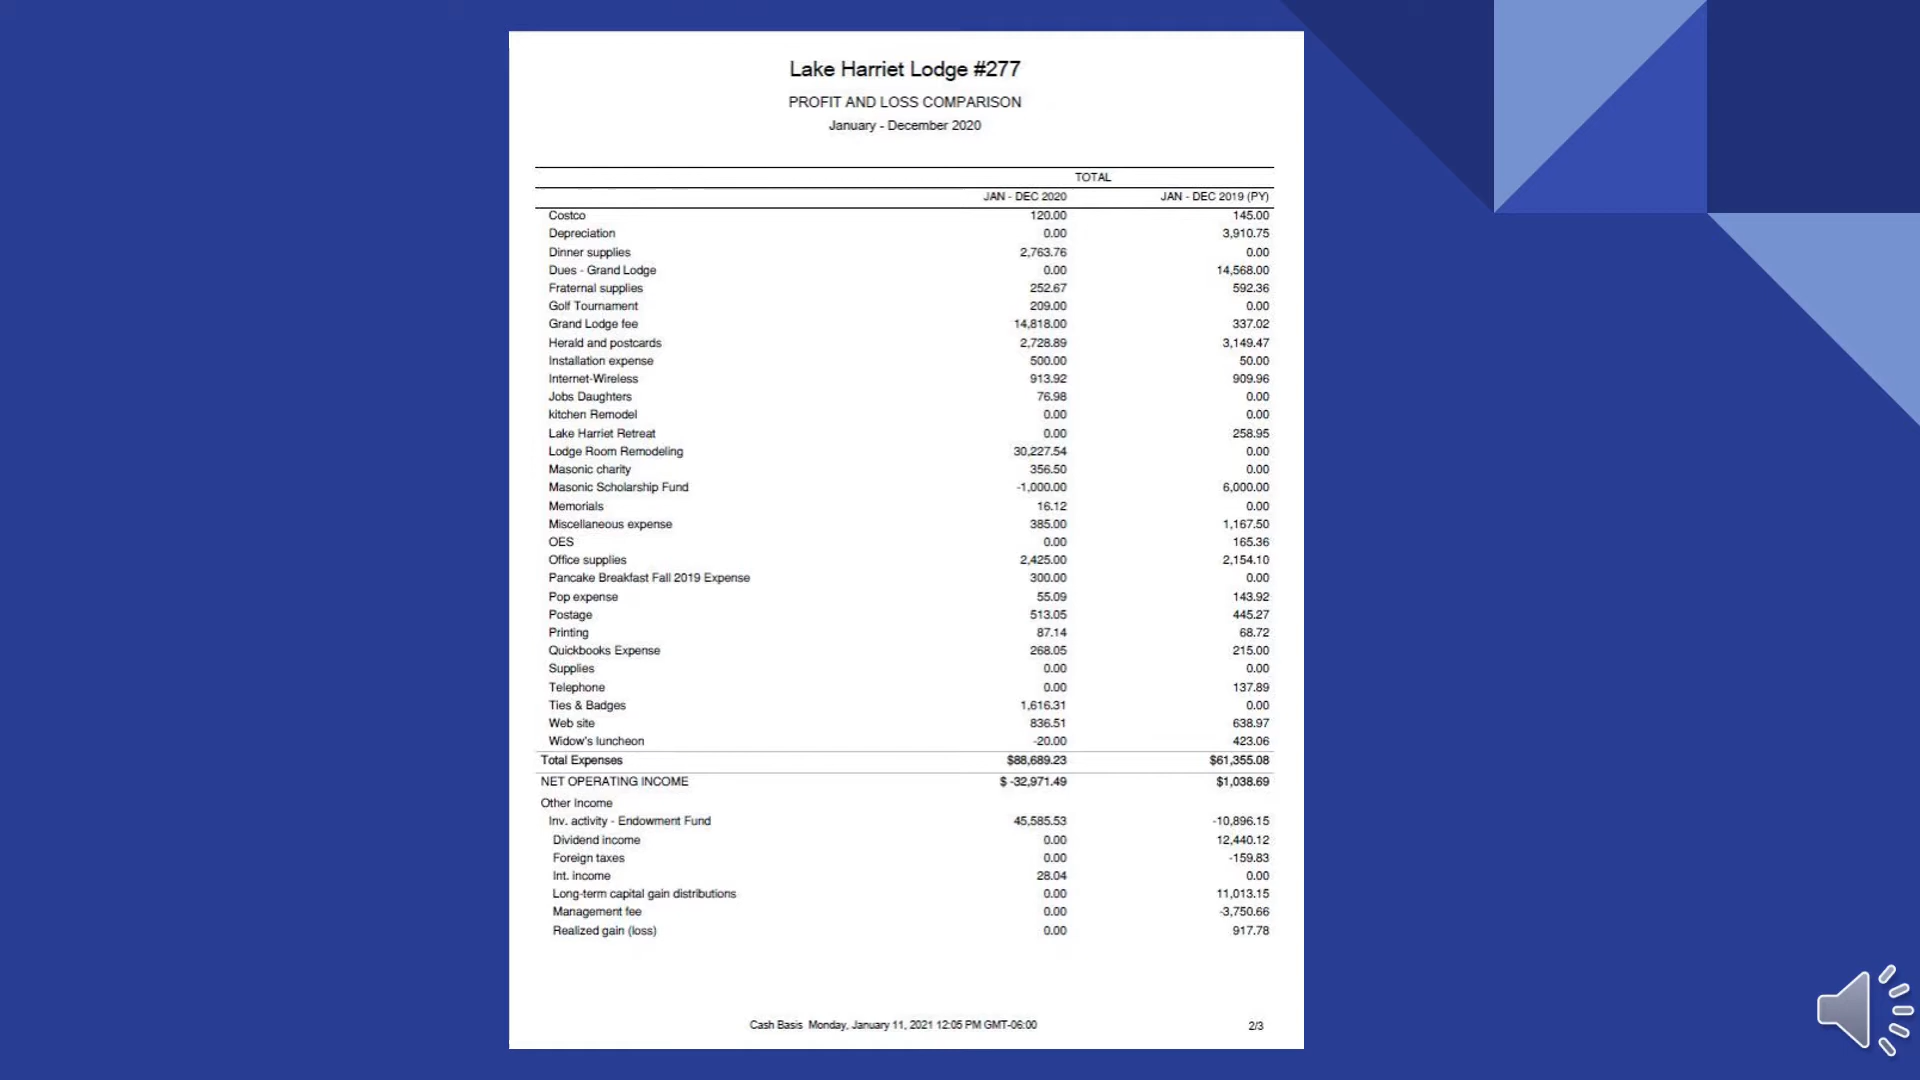 Lake Harriet Lodge #277
PROFIT AND LOSS COMPARISON
January - December 2020
TOTAL
JAN - DEC 2020 JAN - DEC 2019 (PY)
Costco 120.00 145.00
Depreciation 0.00 3,910.75
Dinner supplies 2,763.76 0.00
Dues - Grand Lodge 0.00 14,568.00
Fraternal supplies 252.67 592.36
Golf Tournament 209.00 0.00
Grand Lodge fee 14,818.00 337.02
Herald and postcards 2,728.89 3,149.47
Installation expense 500.00 50.00
Internet-Wireless 913.92 909.96
Jobs Daughters 76.98 0.00
kitchen Remodel 0.00 0.00
Lake Harriet Retreat 0.00 258.95
Lodge Room Remodeling 30,227.54 0.00
Masonic charity 356.50 0.00
Masonic Scholarship Fund -1,000.00 6,000.00
Memorials 16.12 0.00
Miscellaneous expense 385.00 1,167.50
OES 0.00 165.36
Office supplies 2,425.00 2,154.10
Pancake Breakfast Fall 2019 Expense 300.00 0.00
Pop expense 55.09 143.92
Postage 513.05 445.27
Printing 87.14 68.72
Quickbooks Expense 268.05 215.00
Supplies 0.00 0.00
Telephone 0.00 137.89
Ties & Badges 1,616.31 0.00
Web site 836.51 638.97
Widow's luncheon -20.00 423.06
Total Expenses $88,689.23 $61,355.08
NET OPERATING INCOME $ -32,971.49 $1,038.69
Other Income
Inv. activity - Endowment Fund 45,585.53 -10,896.15
Dividend income 0.00 12,440.12
Foreign taxes 0.00 -159.83
Int. income 28.04 0.00
Long-term capital gain distributions 0.00 11,013.15
Management fee 0.00 -3,750.66
Realized gain (loss) 0.00 917.78
Cash Basis Monday, January 11, 2021 12:05 PM GMT-06:00 2/3